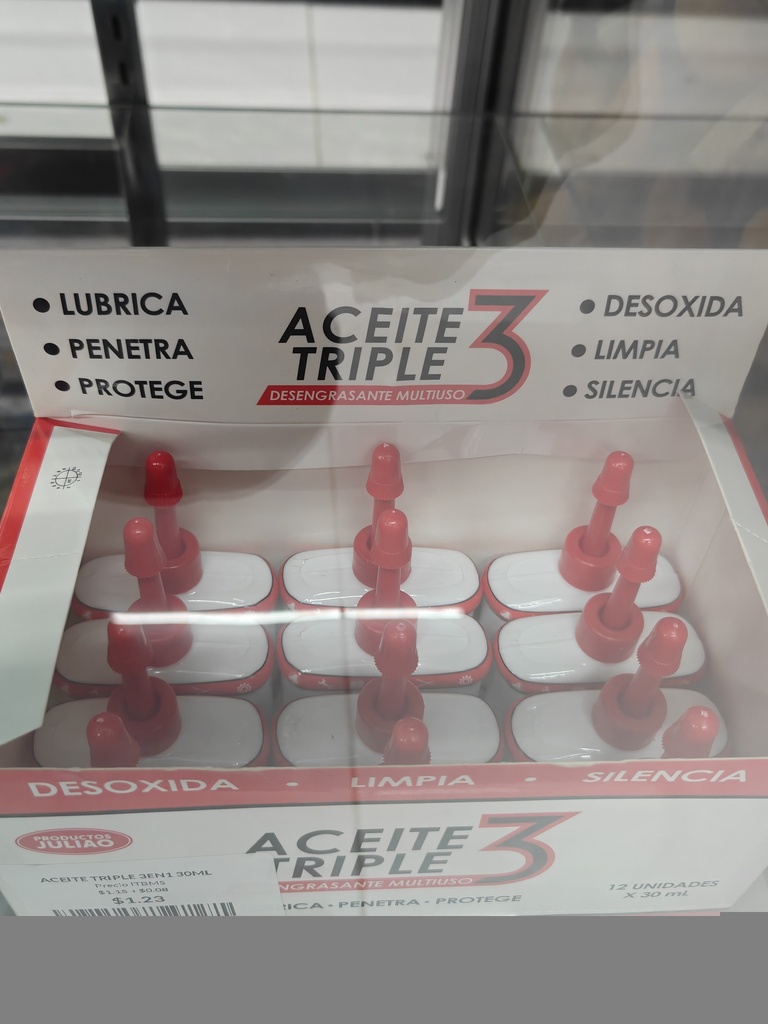 • LUBRICA
• PENETRA
• PROTEGE
ACEITE
TRIPLE 3
DESENGRASANTE MULTIUSO
• DESOXIDA
• LIMPIA
• SILENCIA
DESOXIDA • LIMPIA • SILENCIA
PRODUCTOS
JULIAO
ACEITE
TRIPLE 3
ENGRASANTE MULTIUSO
RICA • PENETRA • PROTEGE
12 UNIDADES
X 30 mL
ACEITE TRIPLE 3EN1 30ML
Precio ITBMS
$1.15 + $0.08
$1.23